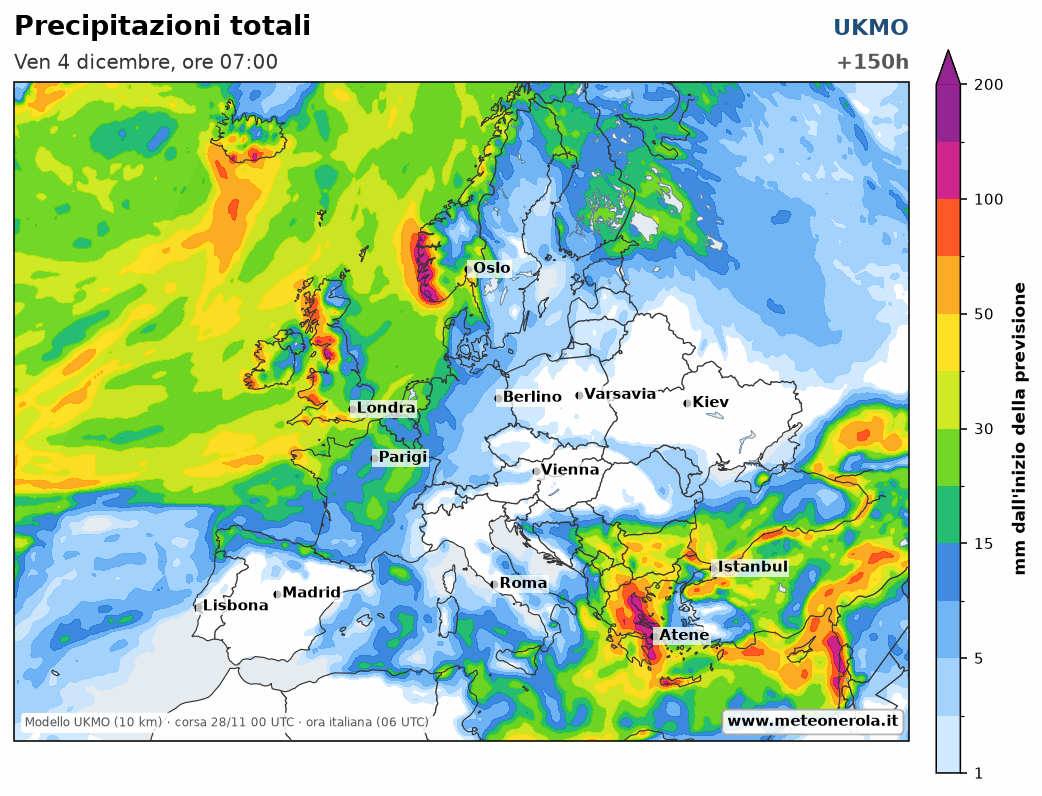 Precipitazioni totali
UKMO
Ven 4 dicembre, ore 07:00
+150h
200
100
50
30
15
5
1
mm dall'inizio della previsione
Oslo
Londra
Berlino
Varsavia
Kiev
Parigi
Vienna
Istanbul
Roma
Madrid
Lisbona
Atene
Modello UKMO (10 km) · corsa 28/11 00 UTC · ora italiana (06 UTC)
www.meteonerola.it